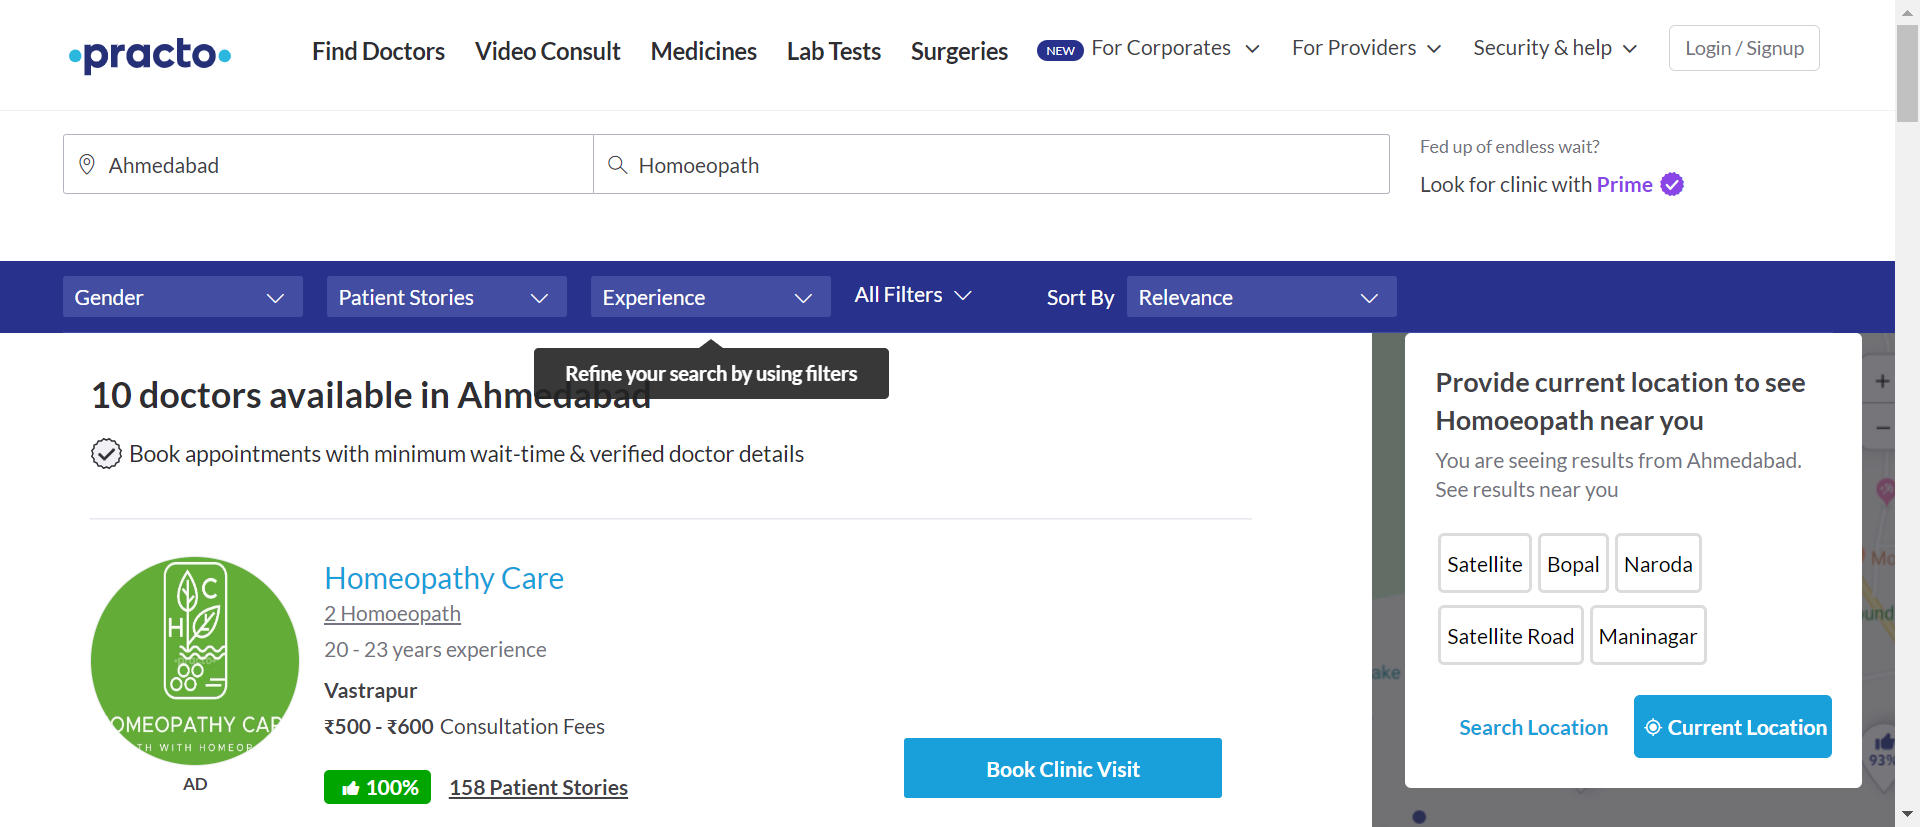 practo
Find Doctors
Video Consult
Medicines
Lab Tests
Surgeries
NEW
For Corporates
For Providers
Security & help
Login / Signup
Ahmedabad
Homoeopath
Fed up of endless wait?
Look for clinic with Prime
Gender
Patient Stories
Experience
All Filters
Sort By
Relevance
Refine your search by using filters
10 doctors available in Ahmedabad
Book appointments with minimum wait-time & verified doctor details
Provide current location to see
Homoeopath near you
You are seeing results from Ahmedabad.
See results near you
Satellite
Bopal
Naroda
Satellite Road
Maninagar
Search Location
Current Location
H C
OMEOPATHY CAR
TH WITH HOMEOP
AD
Homeopathy Care
2 Homoeopath
20 - 23 years experience
Vastrapur
₹500 - ₹600 Consultation Fees
100%
158 Patient Stories
Book Clinic Visit
+
−
Mo
und
ake
93%